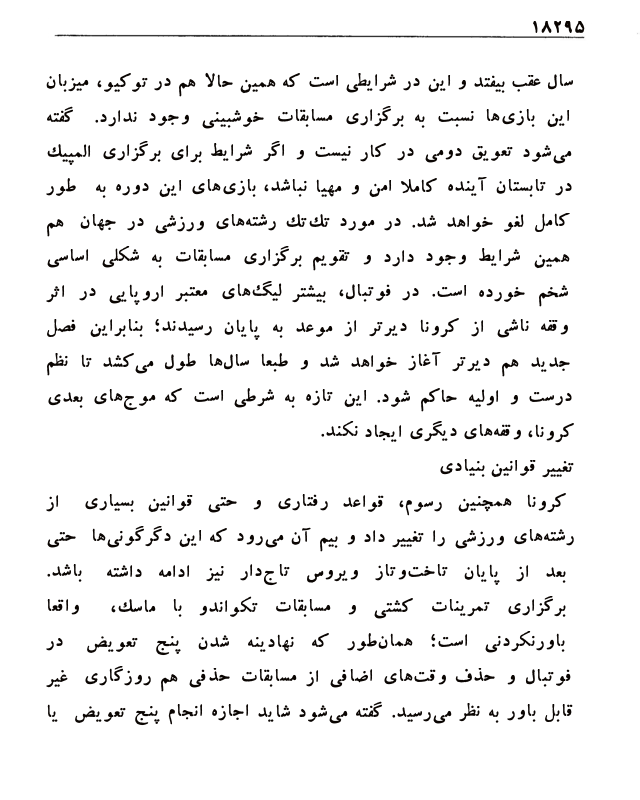 ۱۸۲۹۵
سال عقب بیفتد و این در شرایطی است که همین حالا هم در توکیو، میزبان
این بازی‌ها نسبت به برگزاری مسابقات خوشبینی وجود ندارد. گفته
می‌شود تعویق دومی در کار نیست و اگر شرایط برای برگزاری المپیك
در تابستان آینده کاملا امن و مهیا نباشد، بازی‌های این دوره به طور
کامل لغو خواهد شد. در مورد تك‌تك رشته‌های ورزشی در جهان هم
همین شرایط وجود دارد و تقویم برگزاری مسابقات به شکلی اساسی
شخم خورده است. در فوتبال، بیشتر لیگ‌های معتبر اروپایی در اثر
وقفه ناشی از کرونا دیرتر از موعد به پایان رسیدند؛ بنابراین فصل
جدید هم دیرتر آغاز خواهد شد و طبعا سال‌ها طول می‌کشد تا نظم
درست و اولیه حاکم شود. این تازه به شرطی است که موج‌های بعدی
کرونا، وقفه‌های دیگری ایجاد نکند.
تغییر قوانین بنیادی
کرونا همچنین رسوم، قواعد رفتاری و حتی قوانین بسیاری از
رشته‌های ورزشی را تغییر داد و بیم آن می‌رود که این دگرگونی‌ها حتی
بعد از پایان تاخت‌وتاز ویروس تاج‌دار نیز ادامه داشته باشد.
برگزاری تمرینات کشتی و مسابقات تکواندو با ماسك، واقعا
باورنکردنی است؛ همان‌طور که نهادینه شدن پنج تعویض در
فوتبال و حذف وقت‌های اضافی از مسابقات حذفی هم روزگاری غیر
قابل باور به نظر می‌رسید. گفته می‌شود شاید اجازه انجام پنج تعویض یا